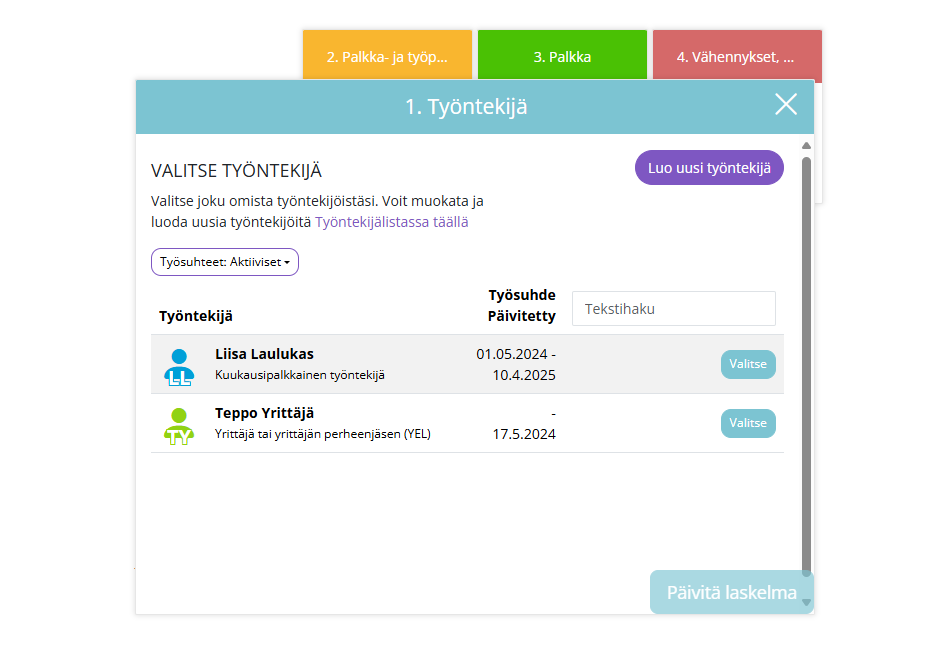 2. Palkka- ja työp...
3. Palkka
4. Vähennykset, ...
1. Työntekijä
VALITSE TYÖNTEKIJÄ
Luo uusi työntekijä
Valitse joku omista työntekijöistäsi. Voit muokata ja
luoda uusia työntekijöitä Työntekijälistassa täällä
Työsuhteet: Aktiiviset
Työntekijä
Työsuhde
Päivitetty
Tekstihaku
LL
Liisa Laulukas
Kuukausipalkkainen työntekijä
01.05.2024 -
10.4.2025
Valitse
TY
Teppo Yrittäjä
Yrittäjä tai yrittäjän perheenjäsen (YEL)
-
17.5.2024
Valitse
Päivitä laskelma